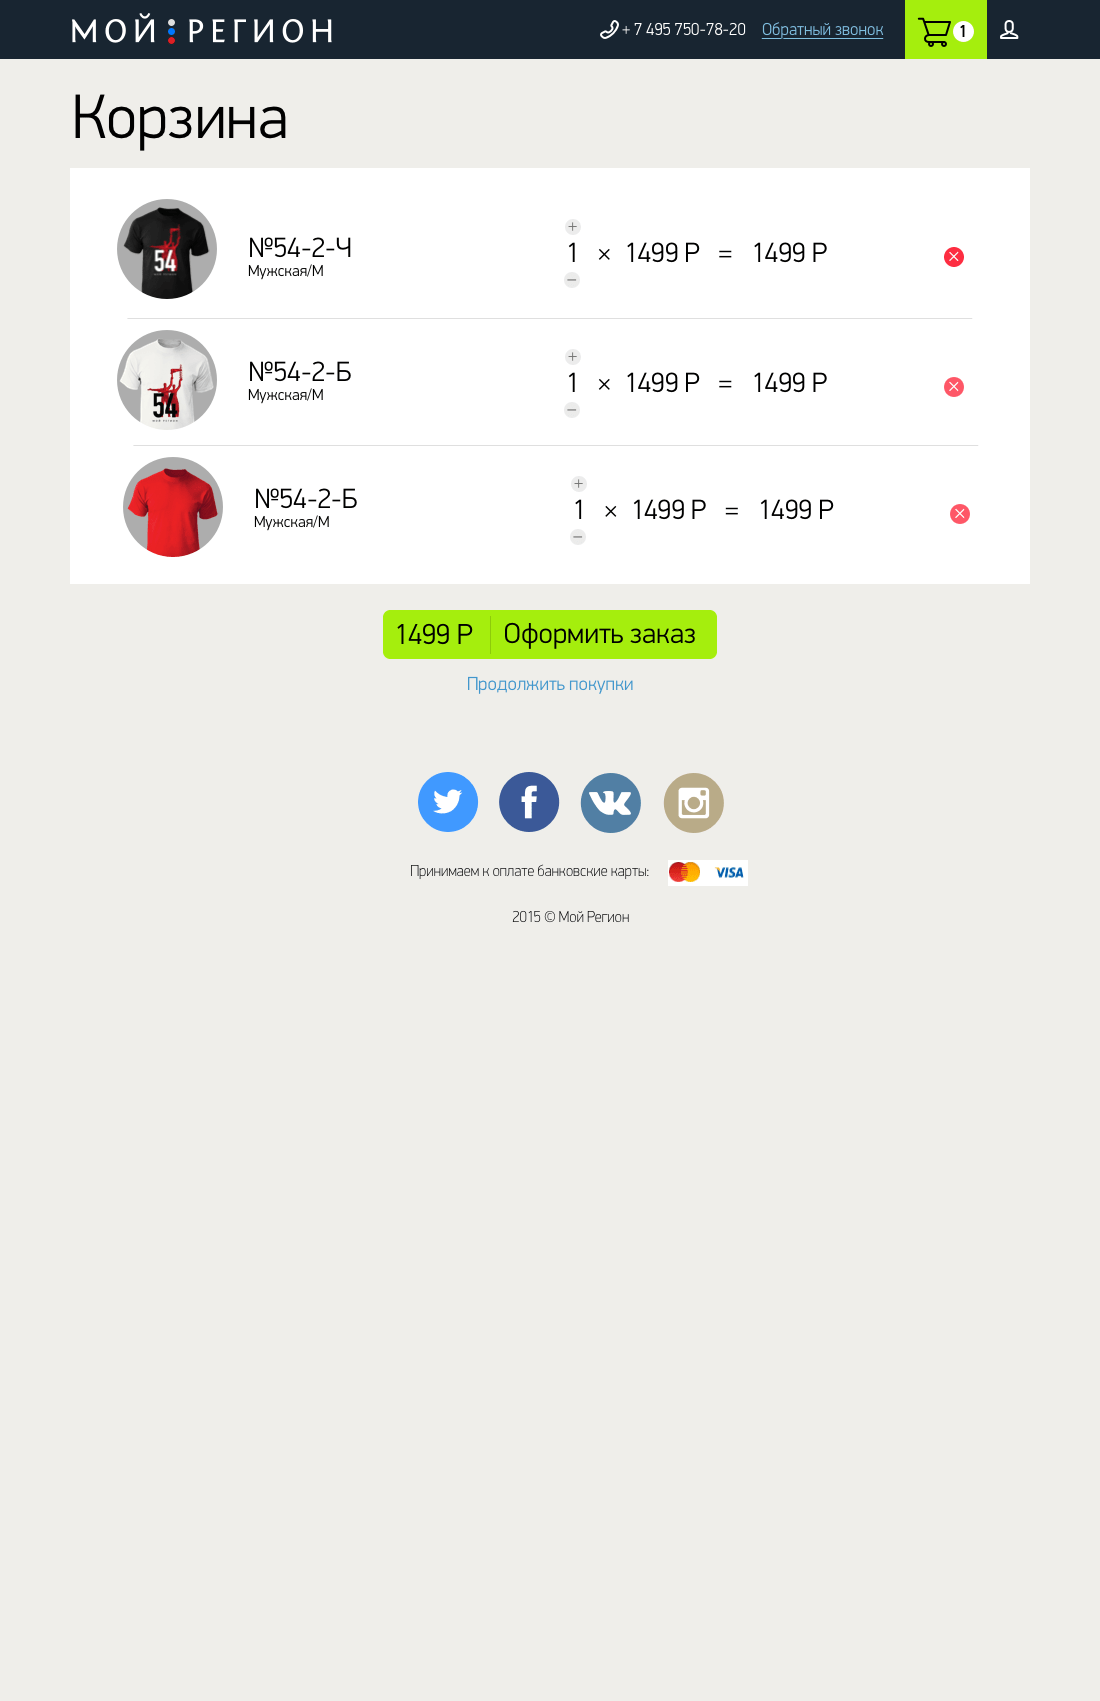 МОЙ РЕГИОН
+ 7 495 750-78-20 Обратный звонок 1
Корзина
54
№54-2-Ч
Мужская/М
+
1 × 1499 Р = 1499 Р ×
−
54
МОЙ РЕГИОН
№54-2-Б
Мужская/М
+
1 × 1499 Р = 1499 Р ×
−
№54-2-Б
Мужская/М
+
1 × 1499 Р = 1499 Р ×
−
1499 Р Оформить заказ
Продолжить покупки
Принимаем к оплате банковские карты: VISA
2015 © Мой Регион